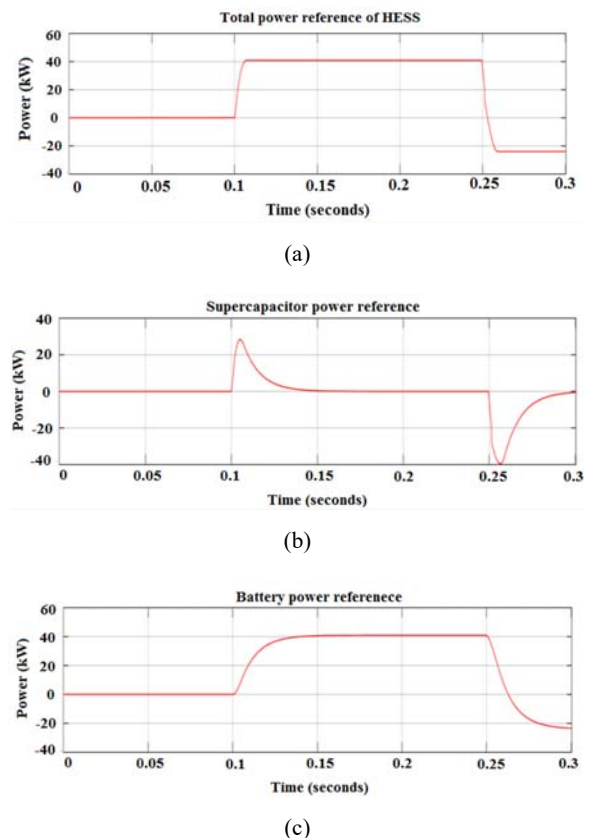 Total power reference of HESS
60
40
20
0
-20
-40
Power (kW)
0 0.05 0.1 0.15 0.2 0.25 0.3
Time (seconds)
(a)
Supercapacitor power reference
40
20
0
-20
-40
Power (kW)
0 0.05 0.1 0.15 0.2 0.25 0.3
Time (seconds)
(b)
Battery power referenece
60
40
20
0
-20
-40
Power (kW)
0 0.05 0.1 0.15 0.2 0.25 0.3
Time (seconds)
(c)